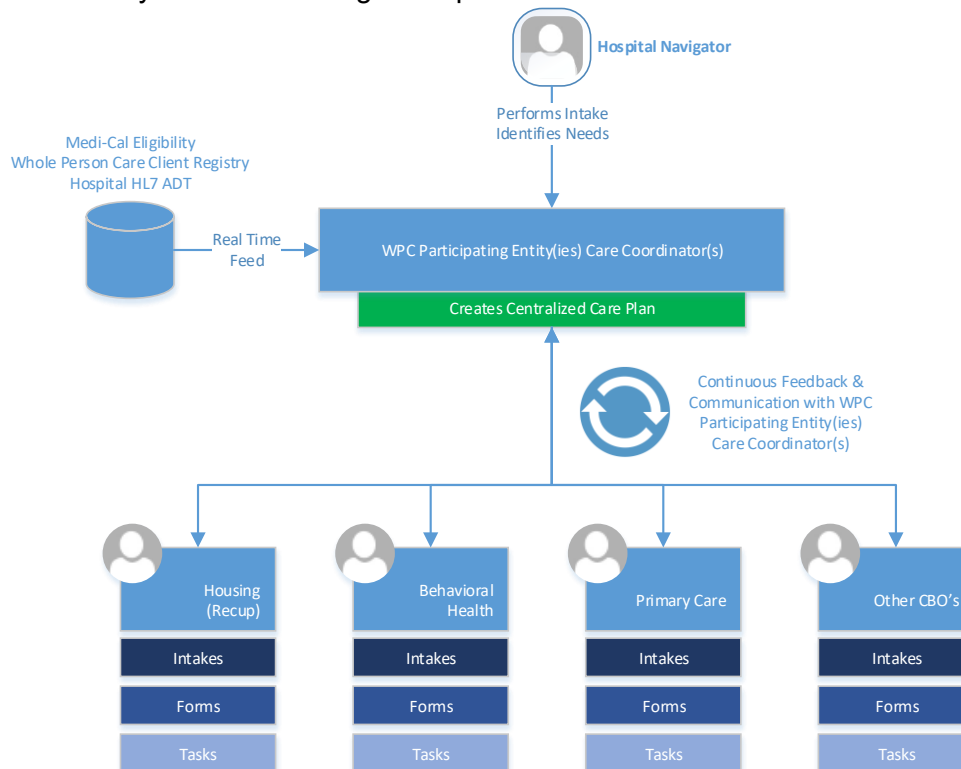 Hospital Navigator
Performs Intake
Identifies Needs
Medi-Cal Eligibility
Whole Person Care Client Registry
Hospital HL7 ADT
Real Time
Feed
WPC Participating Entity(ies) Care Coordinator(s)
Creates Centralized Care Plan
Continuous Feedback &
Communication with WPC
Participating Entity(ies)
Care Coordinator(s)
Housing
(Recup)
Behavioral
Health
Primary Care
Other CBO's
Intakes
Intakes
Intakes
Intakes
Forms
Forms
Forms
Forms
Tasks
Tasks
Tasks
Tasks